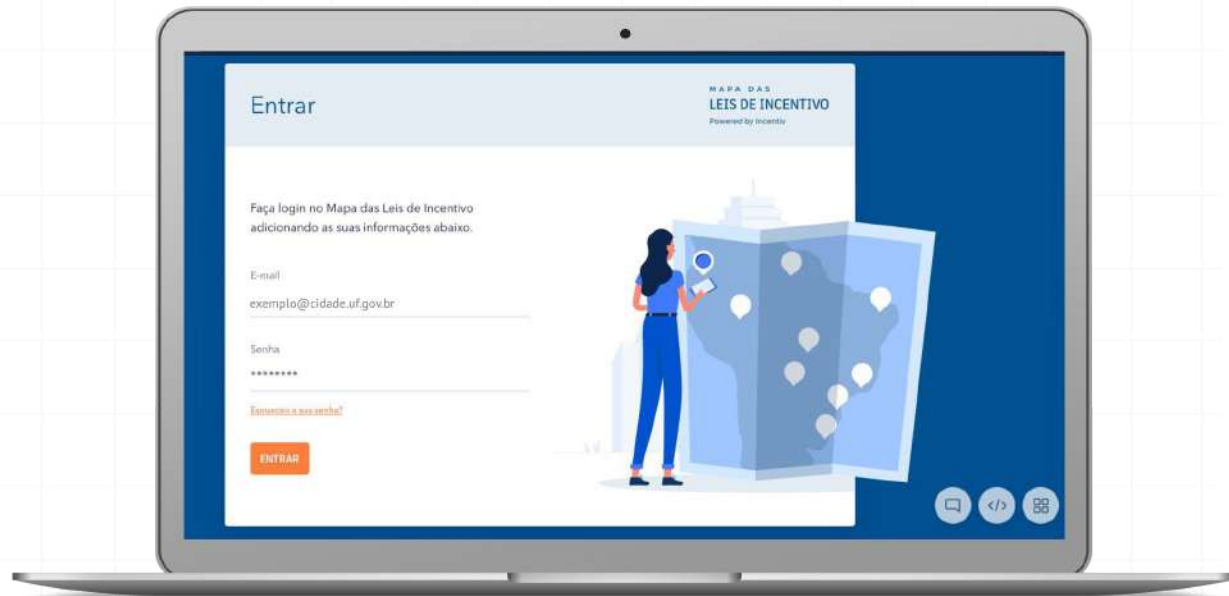 Entrar
MAPA DAS
LEIS DE INCENTIVO
Powered by Incentiv
Faça login no Mapa das Leis de Incentivo
adicionando as suas informações abaixo.
E-mail
exemplo@cidade.uf.gov.br
Senha
********
Esqueceu a sua senha?
ENTRAR